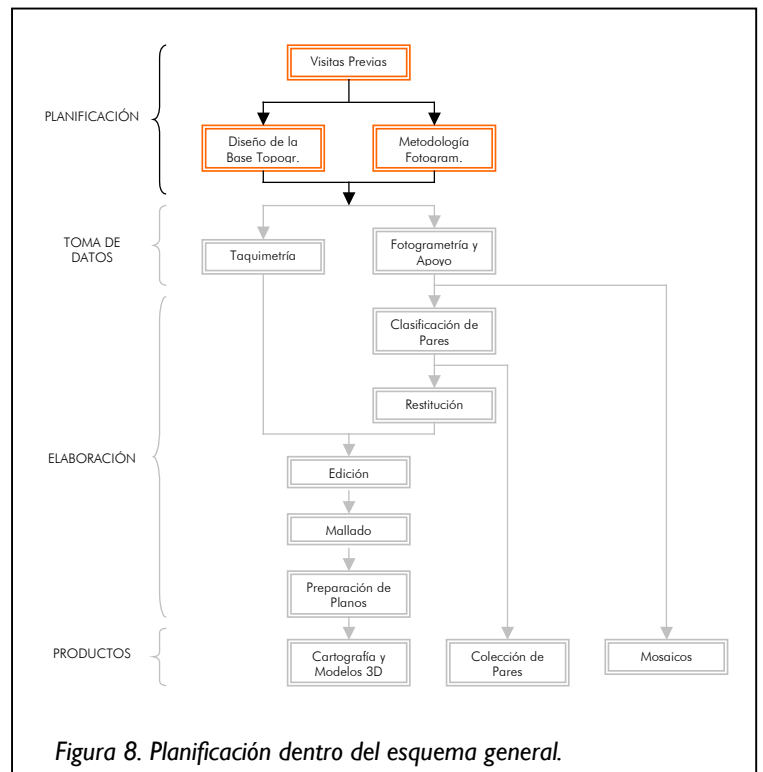 Visitas Previas
PLANIFICACIÓN
Diseño de la
Base Topogr.
Metodología
Fotogram.
TOMA DE
DATOS
Taquimetría
Fotogrametría y
Apoyo
Clasificación de
Pares
Restitución
ELABORACIÓN
Edición
Mallado
Preparación de
Planos
PRODUCTOS
Cartografía y
Modelos 3D
Colección de
Pares
Mosaicos
Figura 8. Planificación dentro del esquema general.